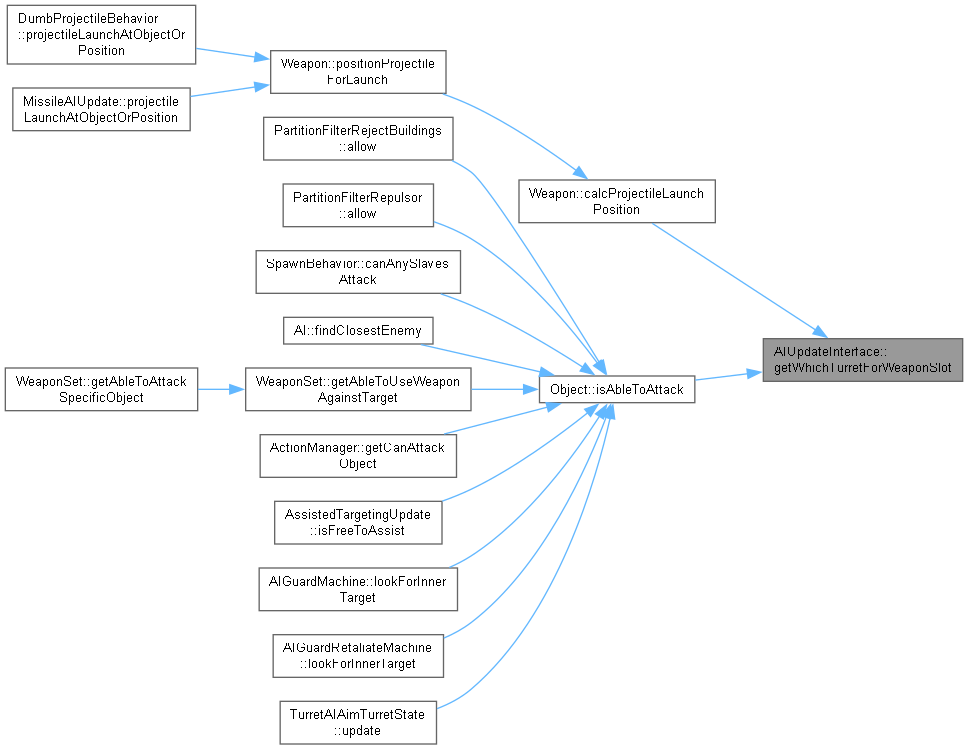 DumbProjectileBehavior
::projectileLaunchAtObjectOr
Position
MissileAIUpdate::projectile
LaunchAtObjectOrPosition
Weapon::positionProjectile
ForLaunch
PartitionFilterRejectBuildings
::allow
PartitionFilterRepulsor
::allow
SpawnBehavior::canAnySlaves
Attack
AI::findClosestEnemy
WeaponSet::getAbleToAttack
SpecificObject
WeaponSet::getAbleToUseWeapon
AgainstTarget
ActionManager::getCanAttack
Object
AssistedTargetingUpdate
::isFreeToAssist
AIGuardMachine::lookForInner
Target
AIGuardRetaliateMachine
::lookForInnerTarget
TurretAIAimTurretState
::update
Weapon::calcProjectileLaunch
Position
Object::isAbleToAttack
AIUpdateInterface::
getWhichTurretForWeaponSlot